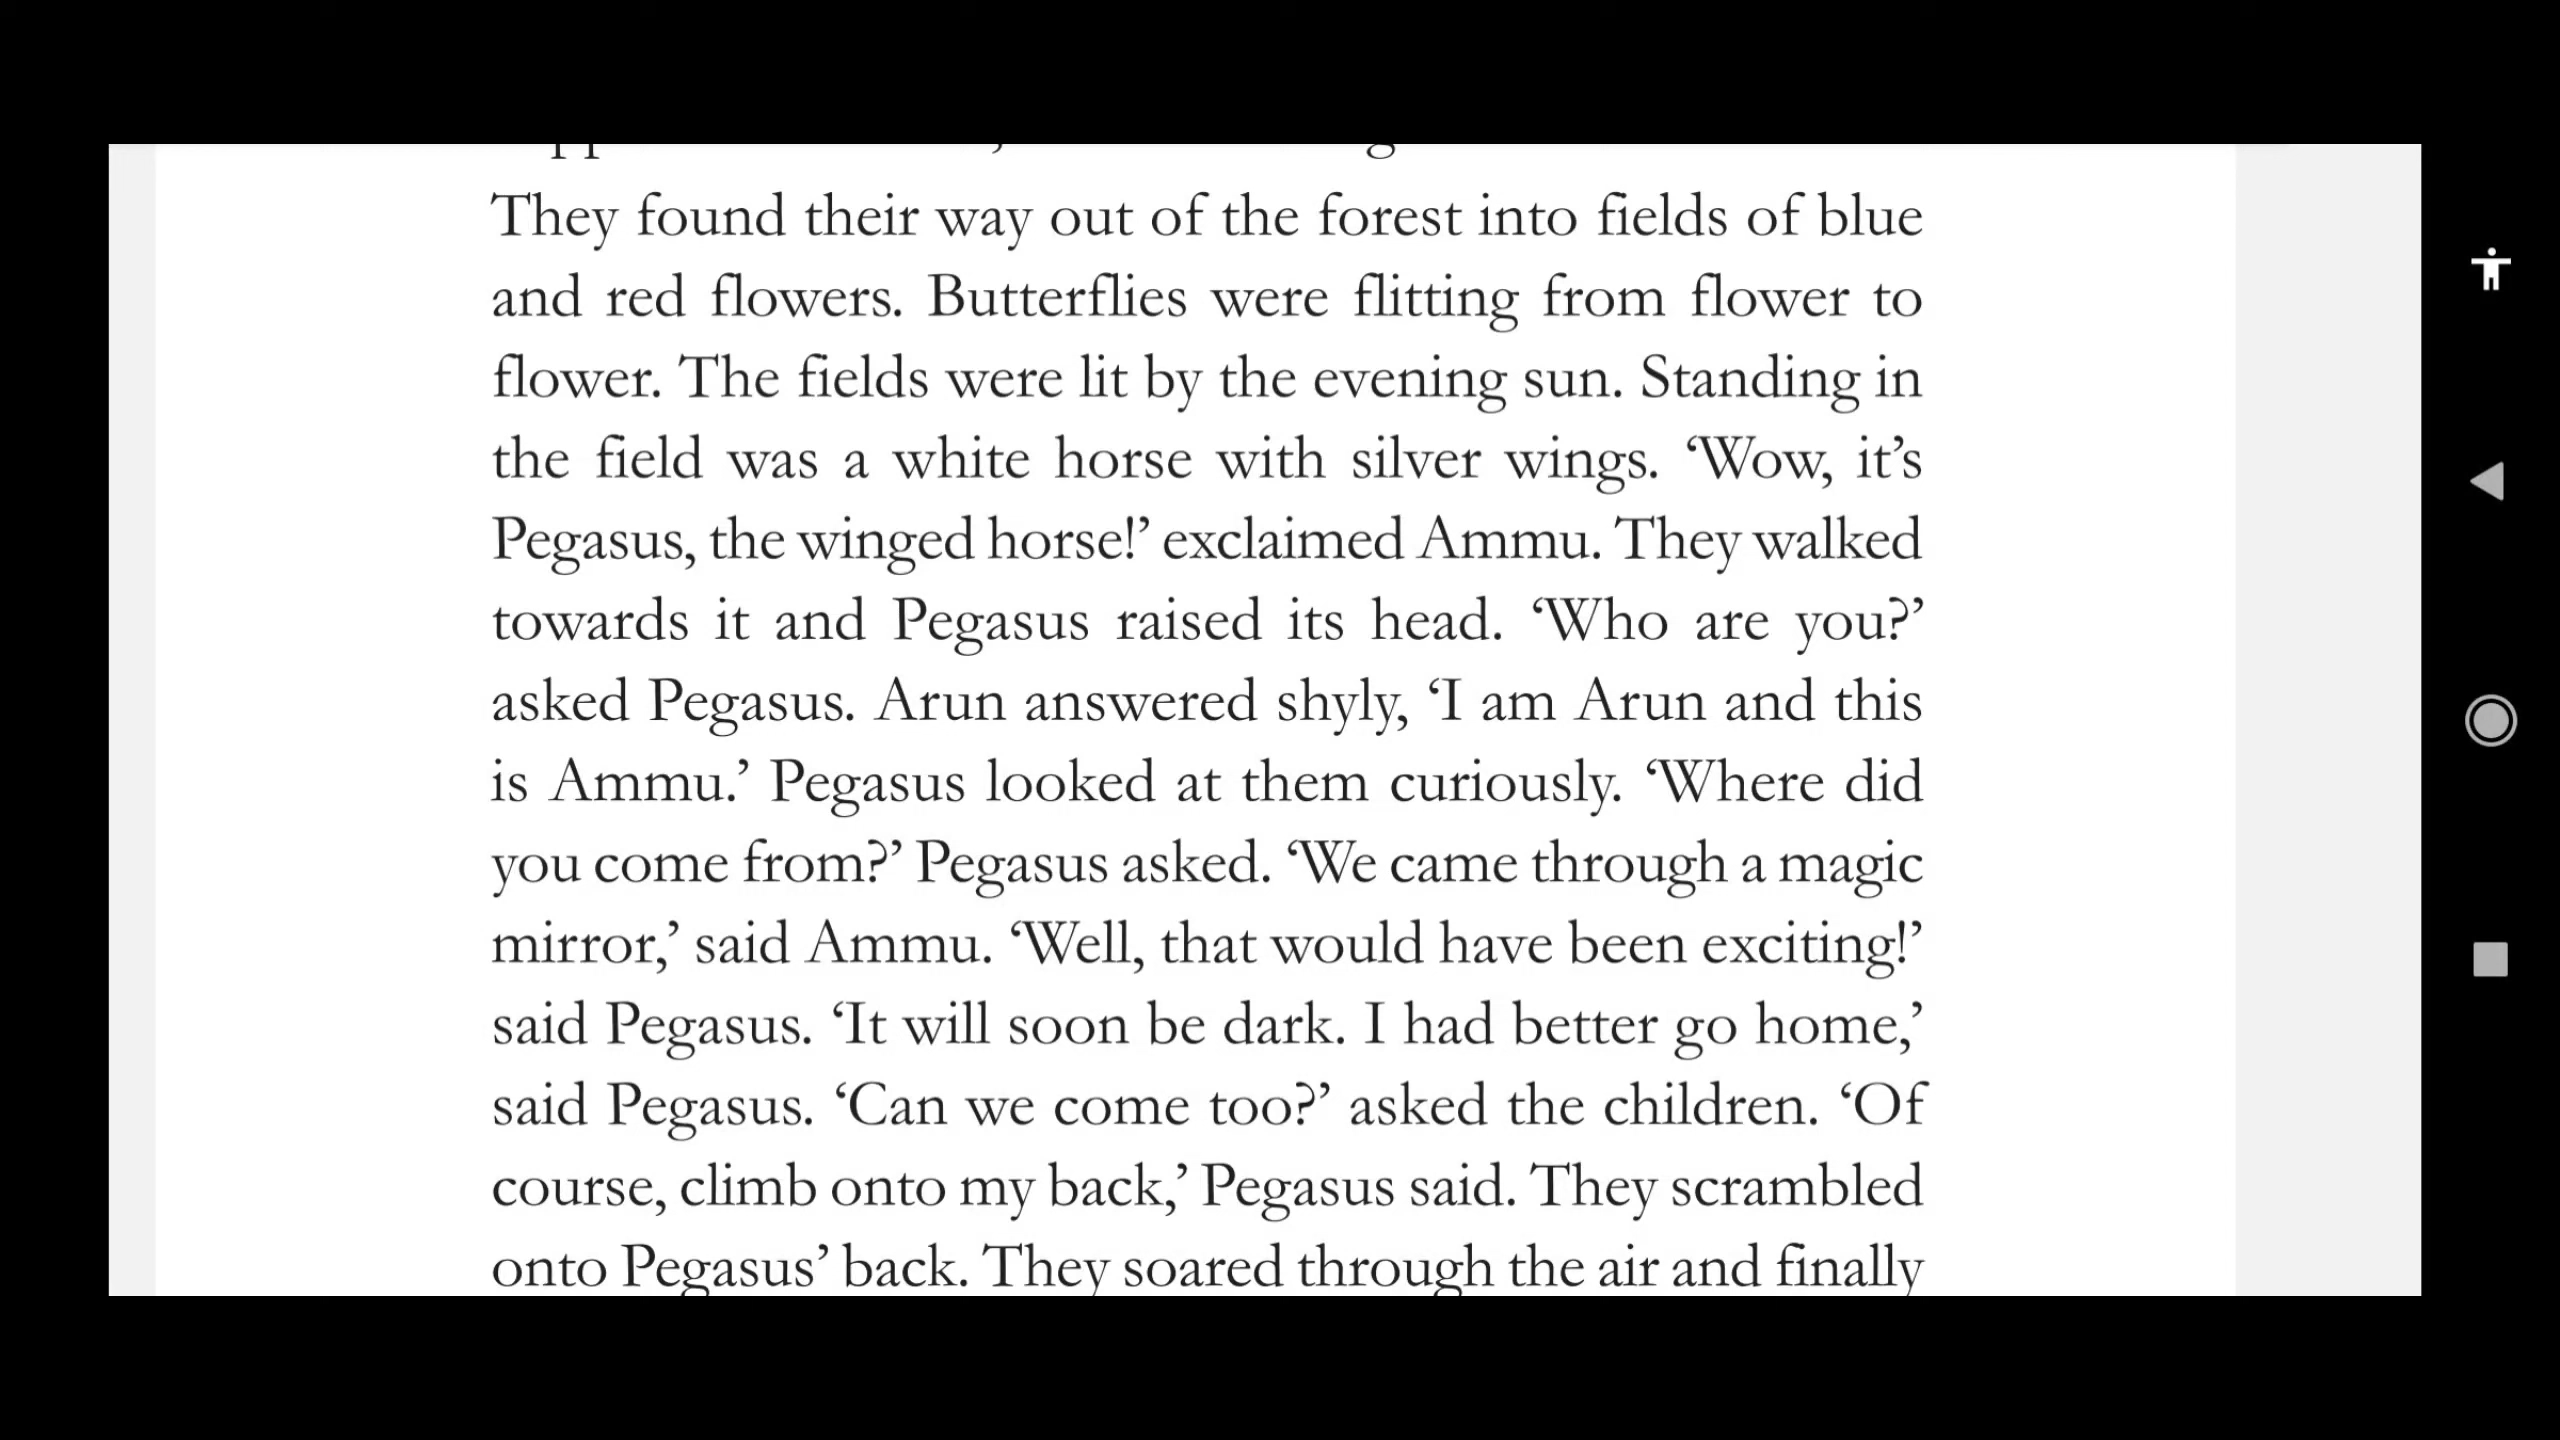 They found their way out of the forest into fields of blue
and red flowers. Butterflies were flitting from flower to
flower. The fields were lit by the evening sun. Standing in
the field was a white horse with silver wings. ‘Wow, it’s
Pegasus, the winged horse!’ exclaimed Ammu. They walked
towards it and Pegasus raised its head. ‘Who are you?’
asked Pegasus. Arun answered shyly, ‘I am Arun and this
is Ammu.’ Pegasus looked at them curiously. ‘Where did
you come from?’ Pegasus asked. ‘We came through a magic
mirror,’ said Ammu. ‘Well, that would have been exciting!’
said Pegasus. ‘It will soon be dark. I had better go home,’
said Pegasus. ‘Can we come too?’ asked the children. ‘Of
course, climb onto my back,’ Pegasus said. They scrambled
onto Pegasus’ back. They soared through the air and finally